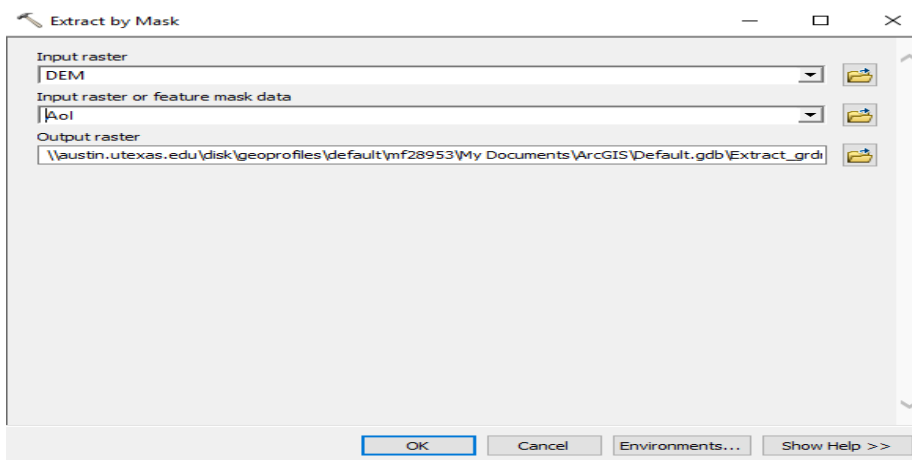 Extract by Mask
Input raster
DEM
Input raster or feature mask data
AoI
Output raster
\\austin.utexas.edu\disk\geoprofiles\default\mf28953\My Documents\ArcGIS\Default.gdb\Extract_grdı
OK Cancel Environments... Show Help >>